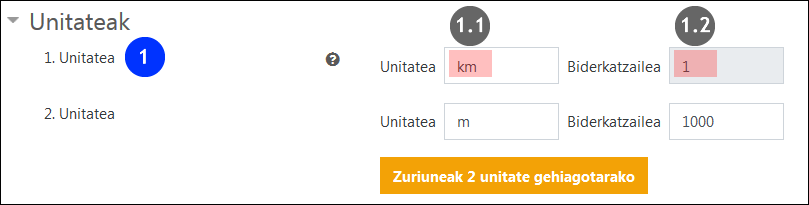 Unitateak
1.1 1.2
1. Unitatea 1 ? Unitatea km Biderkatzailea 1
2. Unitatea Unitatea m Biderkatzailea 1000
Zuriuneak 2 unitate gehiagotarako